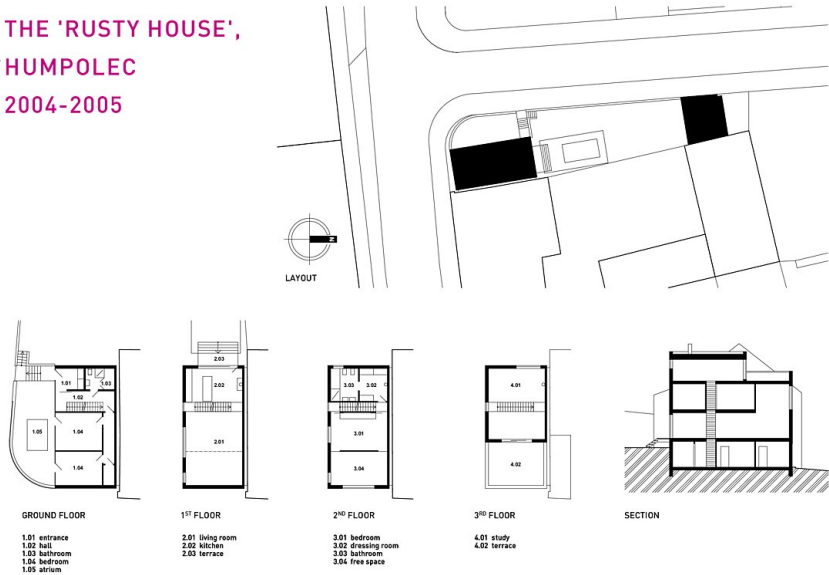 THE 'RUSTY HOUSE',
HUMPOLEC
2004-2005
N
LAYOUT
1.01
1.03
1.02
1.05
1.04
1.04
2.03
2.02
2.01
3.03
3.02
3.01
3.04
4.01
4.02
GROUND FLOOR
1.01 entrance
1.02 hall
1.03 bathroom
1.04 bedroom
1.05 atrium
1ST FLOOR
2.01 living room
2.02 kitchen
2.03 terrace
2ND FLOOR
3.01 bedroom
3.02 dressing room
3.03 bathroom
3.04 free space
3RD FLOOR
4.01 study
4.02 terrace
SECTION